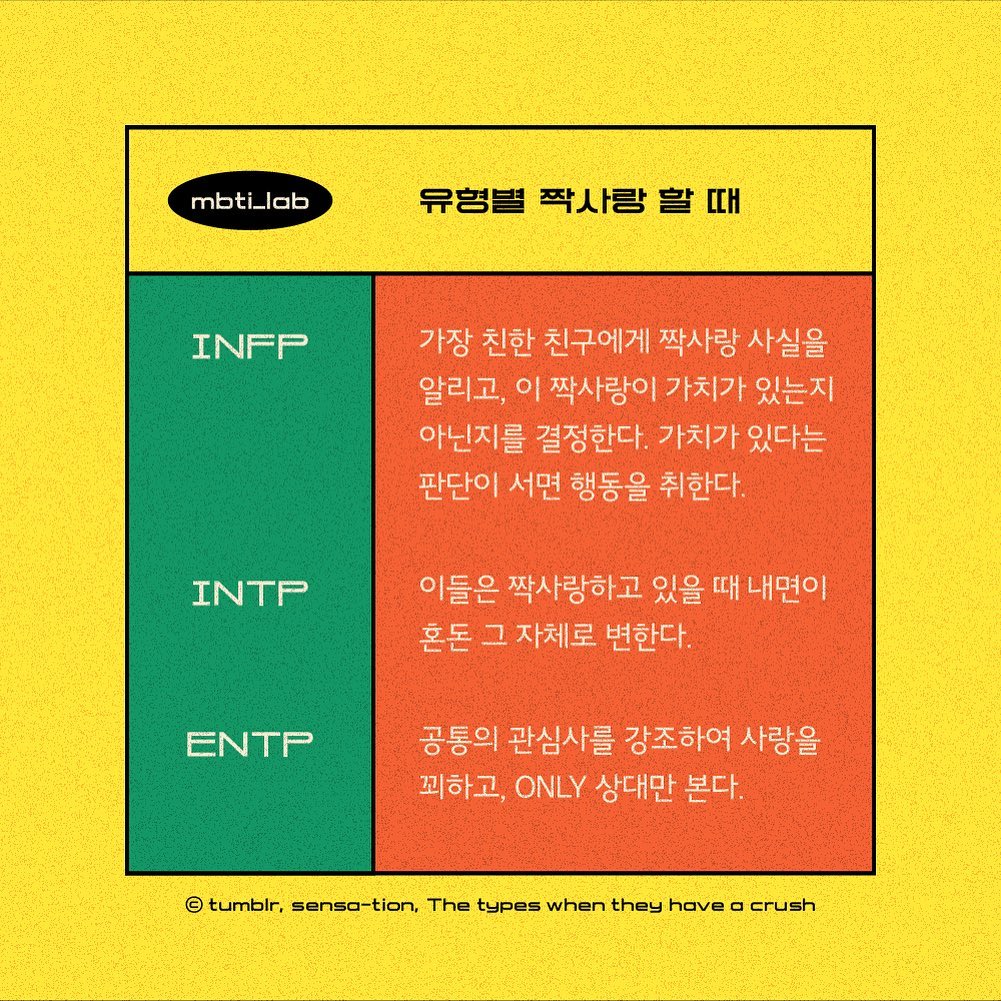 mbti_lab
유형별 짝사랑 할 때
INFP
가장 친한 친구에게 짝사랑 사실을
알리고, 이 짝사랑이 가치가 있는지
아닌지를 결정한다. 가치가 있다는
판단이 서면 행동을 취한다.
INTP
이들은 짝사랑하고 있을 때 내면이
혼돈 그 자체로 변한다.
ENTP
공통의 관심사를 강조하여 사랑을
꾀하고, ONLY 상대만 본다.
© tumblr, sensa-tion, The types when they have a crush